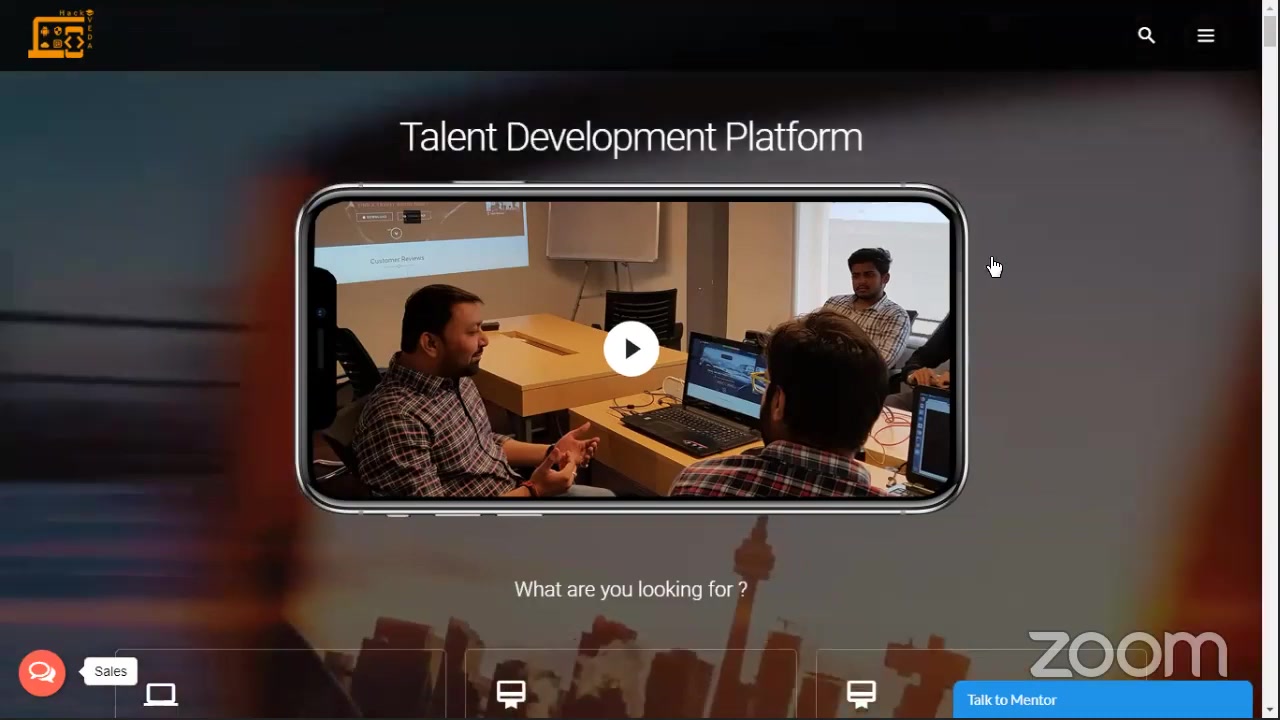 Hack
VEDA
Talent Development Platform
Customer Reviews
What are you looking for ?
Sales
zoom
Talk to Mentor